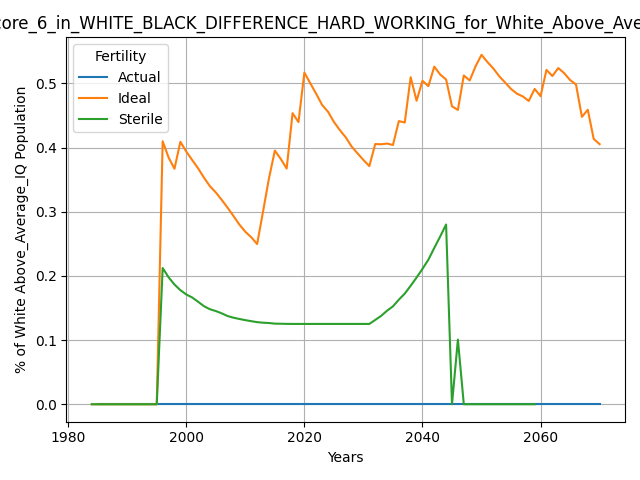 core_6_in_WHITE_BLACK_DIFFERENCE_HARD_WORKING_for_White_Above_Ave
Fertility
Actual
Ideal
Sterile
% of White Above_Average_IQ Population
0.5
0.4
0.3
0.2
0.1
0.0
1980 2000 2020 2040 2060
Years